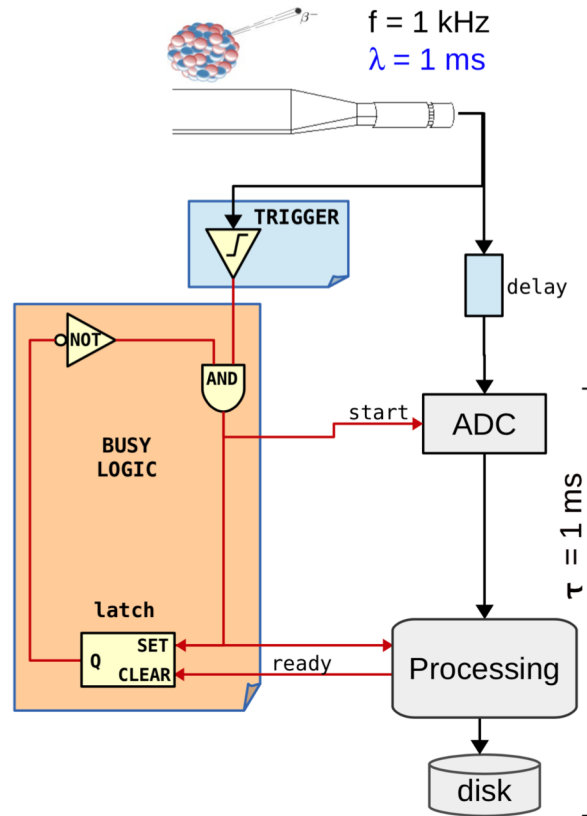 β⁻
f = 1 kHz
λ = 1 ms
TRIGGER
delay
NOT
AND
start
ADC
BUSY
LOGIC
τ = 1 ms
latch
SET
Q
CLEAR
ready
Processing
disk